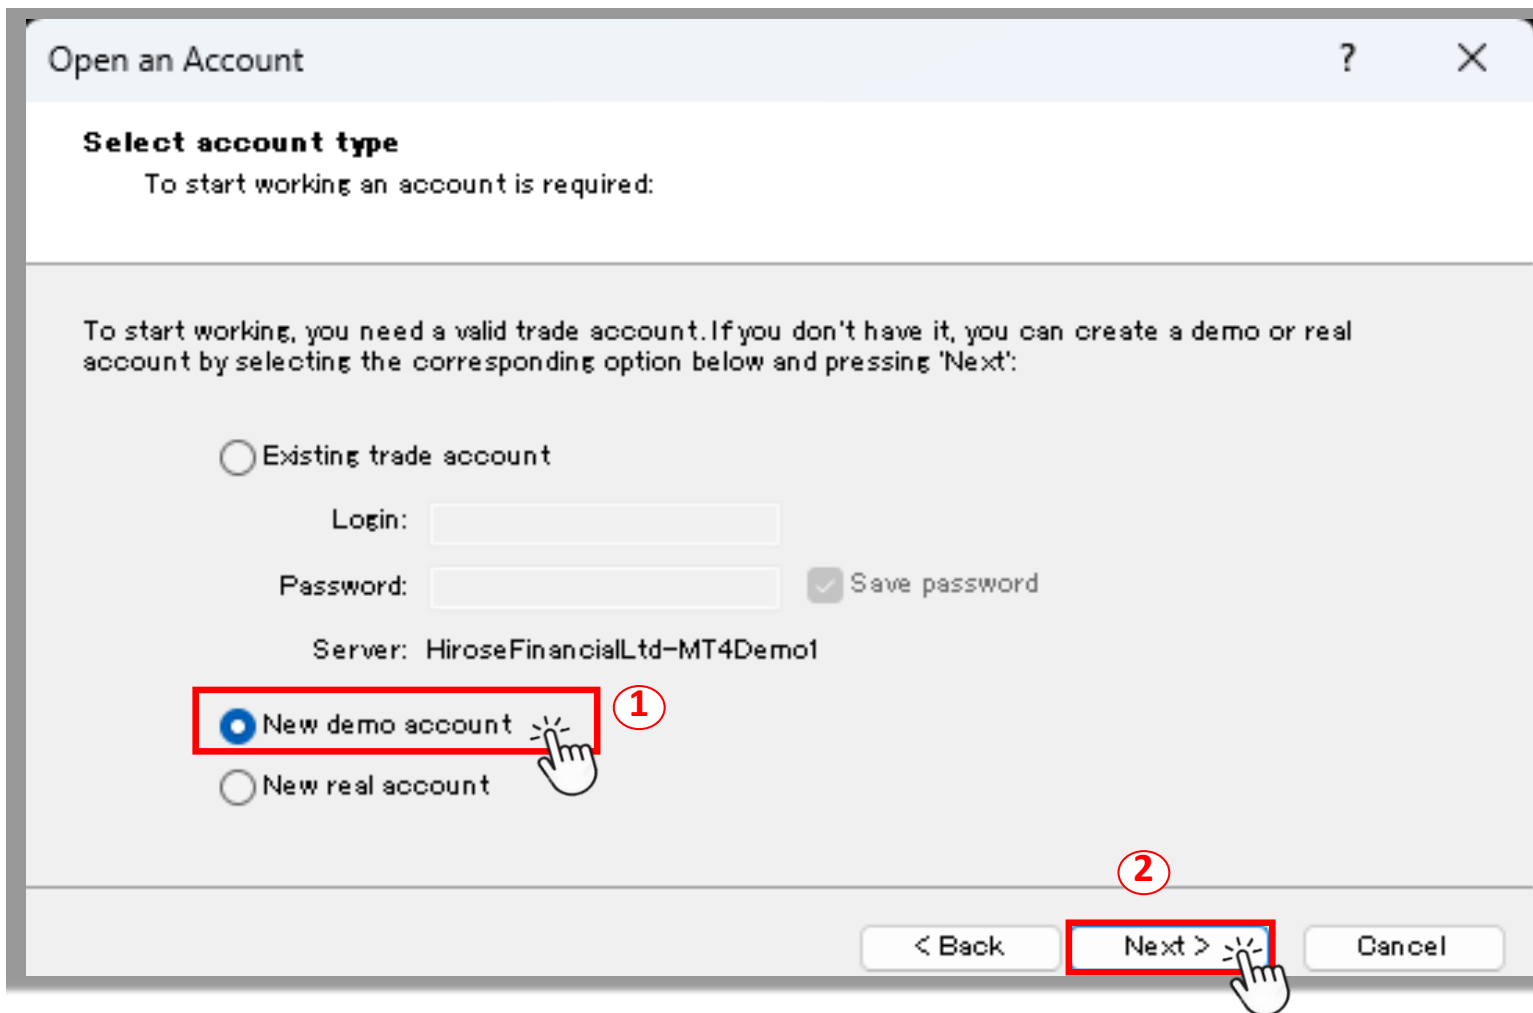 Open an Account
?
Select account type
To start working an account is required:
To start working, you need a valid trade account. If you don't have it, you can create a demo or real
account by selecting the corresponding option below and pressing 'Next':
Existing trade account
Login:
Password:
Save password
Server: HiroseFinancialLtd-MT4Demo1
New demo account
1
New real account
2
< Back
Next >
Cancel